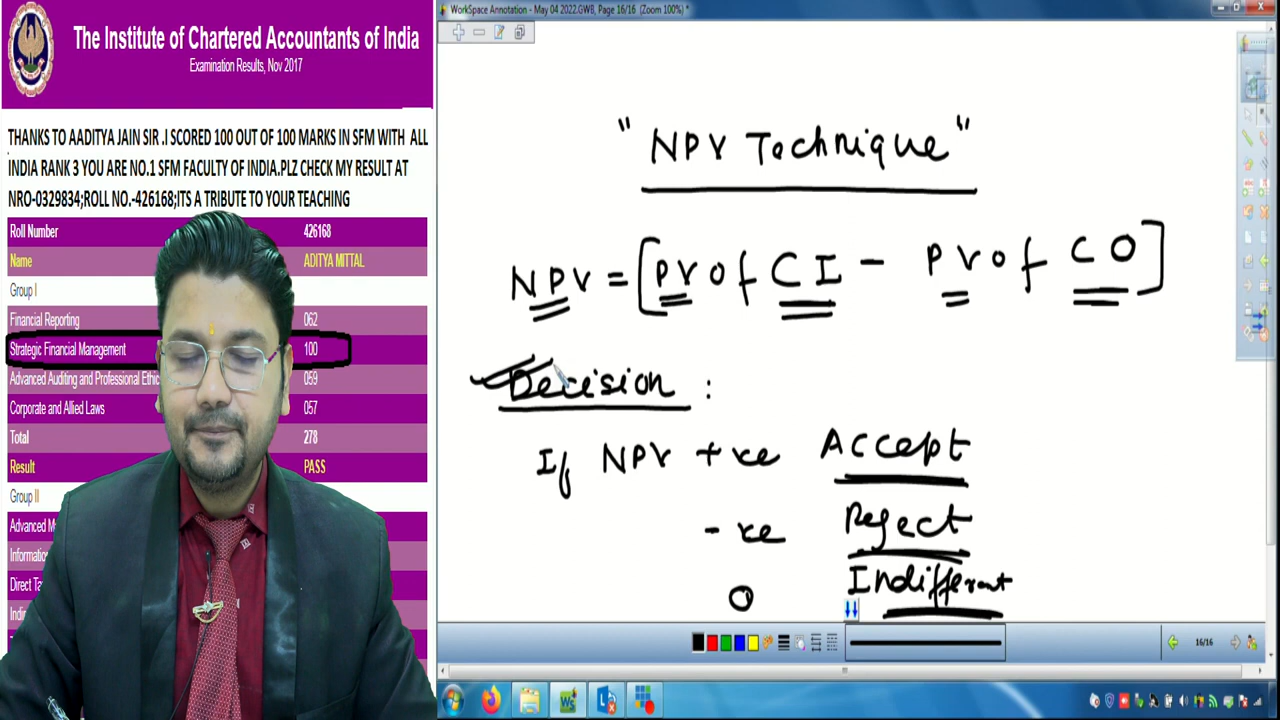 WorkSpace Annotation - May 04 2022.GWB, Page 16/16 (Zoom 100%) *
The Institute of Chartered Accountants of India
Examination Results, Nov 2017
THANKS TO AADITYA JAIN SIR .I SCORED 100 OUT OF 100 MARKS IN SFM WITH ALL
INDIA RANK 3 YOU ARE NO.1 SFM FACULTY OF INDIA.PLZ CHECK MY RESULT AT
NRO-0329834;ROLL NO.-426168;ITS A TRIBUTE TO YOUR TEACHING
Roll Number 426168
Name ADITYA MITTAL
Group I
Financial Reporting 062
Strategic Financial Management 100
Advanced Auditing and Professional Ethic 059
Corporate and Allied Laws 057
Total 278
Result PASS
Group II
Advanced M
Informatio
Direct Ta
Indi
"NPV Technique"
NPV = [PV of CI - PV of CO]
Decision :
If NPV +ve Accept
-ve Reject
0 Indifferent
16/16